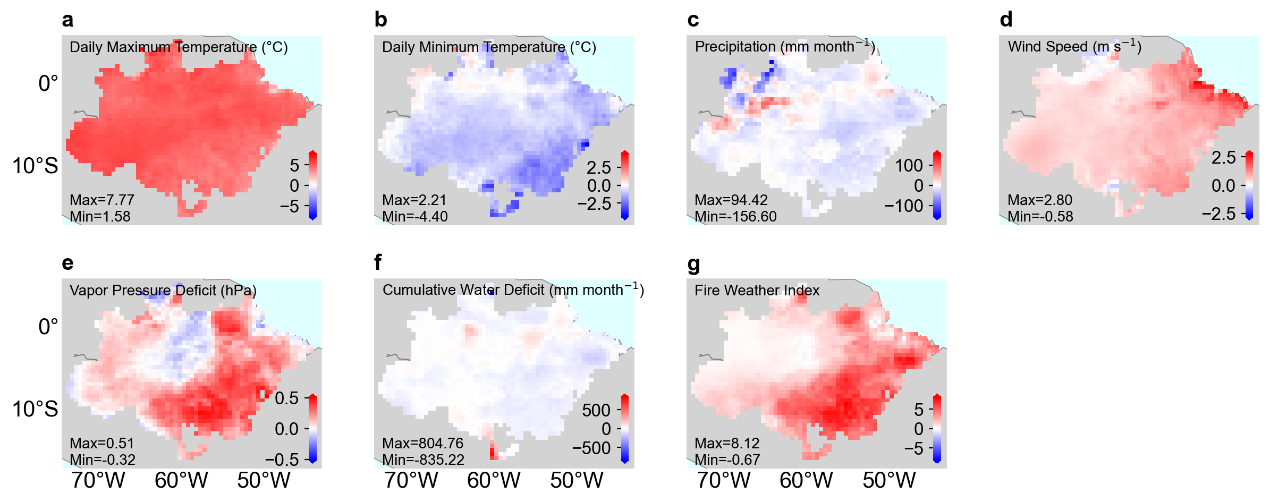 a
Daily Maximum Temperature (°C)
0°
10°S
5
0
−5
Max=7.77
Min=1.58
b
Daily Minimum Temperature (°C)
2.5
0.0
−2.5
Max=2.21
Min=-4.40
c
Precipitation (mm month⁻¹)
100
0
−100
Max=94.42
Min=-156.60
d
Wind Speed (m s⁻¹)
2.5
0.0
−2.5
Max=2.80
Min=-0.58
e
Vapor Pressure Deficit (hPa)
0°
10°S
0.5
0.0
−0.5
Max=0.51
Min=-0.32
70°W 60°W 50°W
f
Cumulative Water Deficit (mm month⁻¹)
500
0
−500
Max=804.76
Min=-835.22
70°W 60°W 50°W
g
Fire Weather Index
5
0
−5
Max=8.12
Min=-0.67
70°W 60°W 50°W